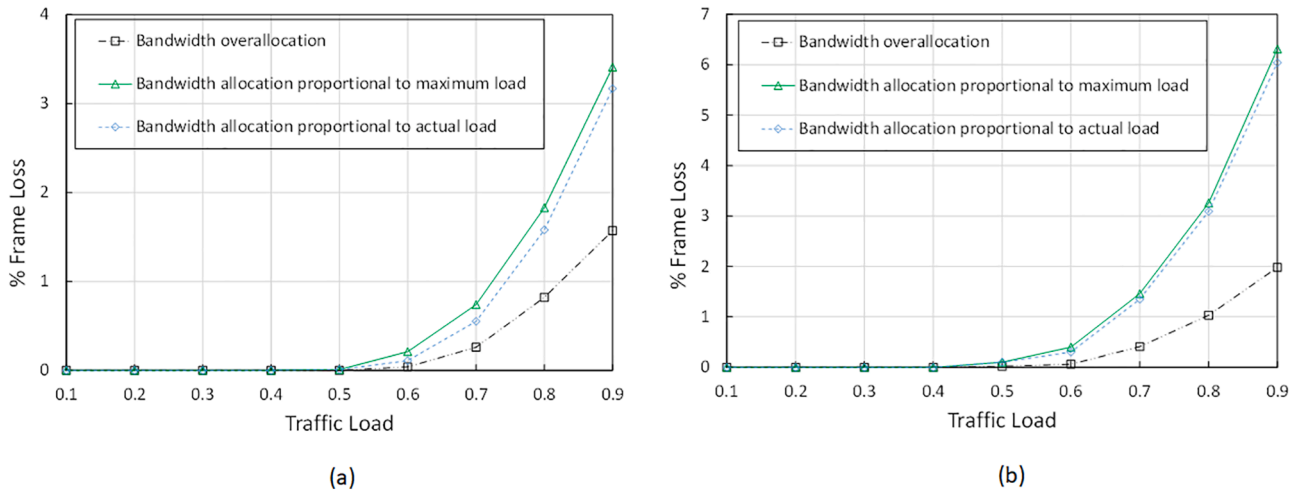 4
3
2
1
0
% Frame Loss
Bandwidth overallocation
Bandwidth allocation proportional to maximum load
Bandwidth allocation proportional to actual load
0.1 0.2 0.3 0.4 0.5 0.6 0.7 0.8 0.9
Traffic Load
(a)
7
6
5
4
3
2
1
0
% Frame Loss
Bandwidth overallocation
Bandwidth allocation proportional to maximum load
Bandwidth allocation proportional to actual load
0.1 0.2 0.3 0.4 0.5 0.6 0.7 0.8 0.9
Traffic Load
(b)